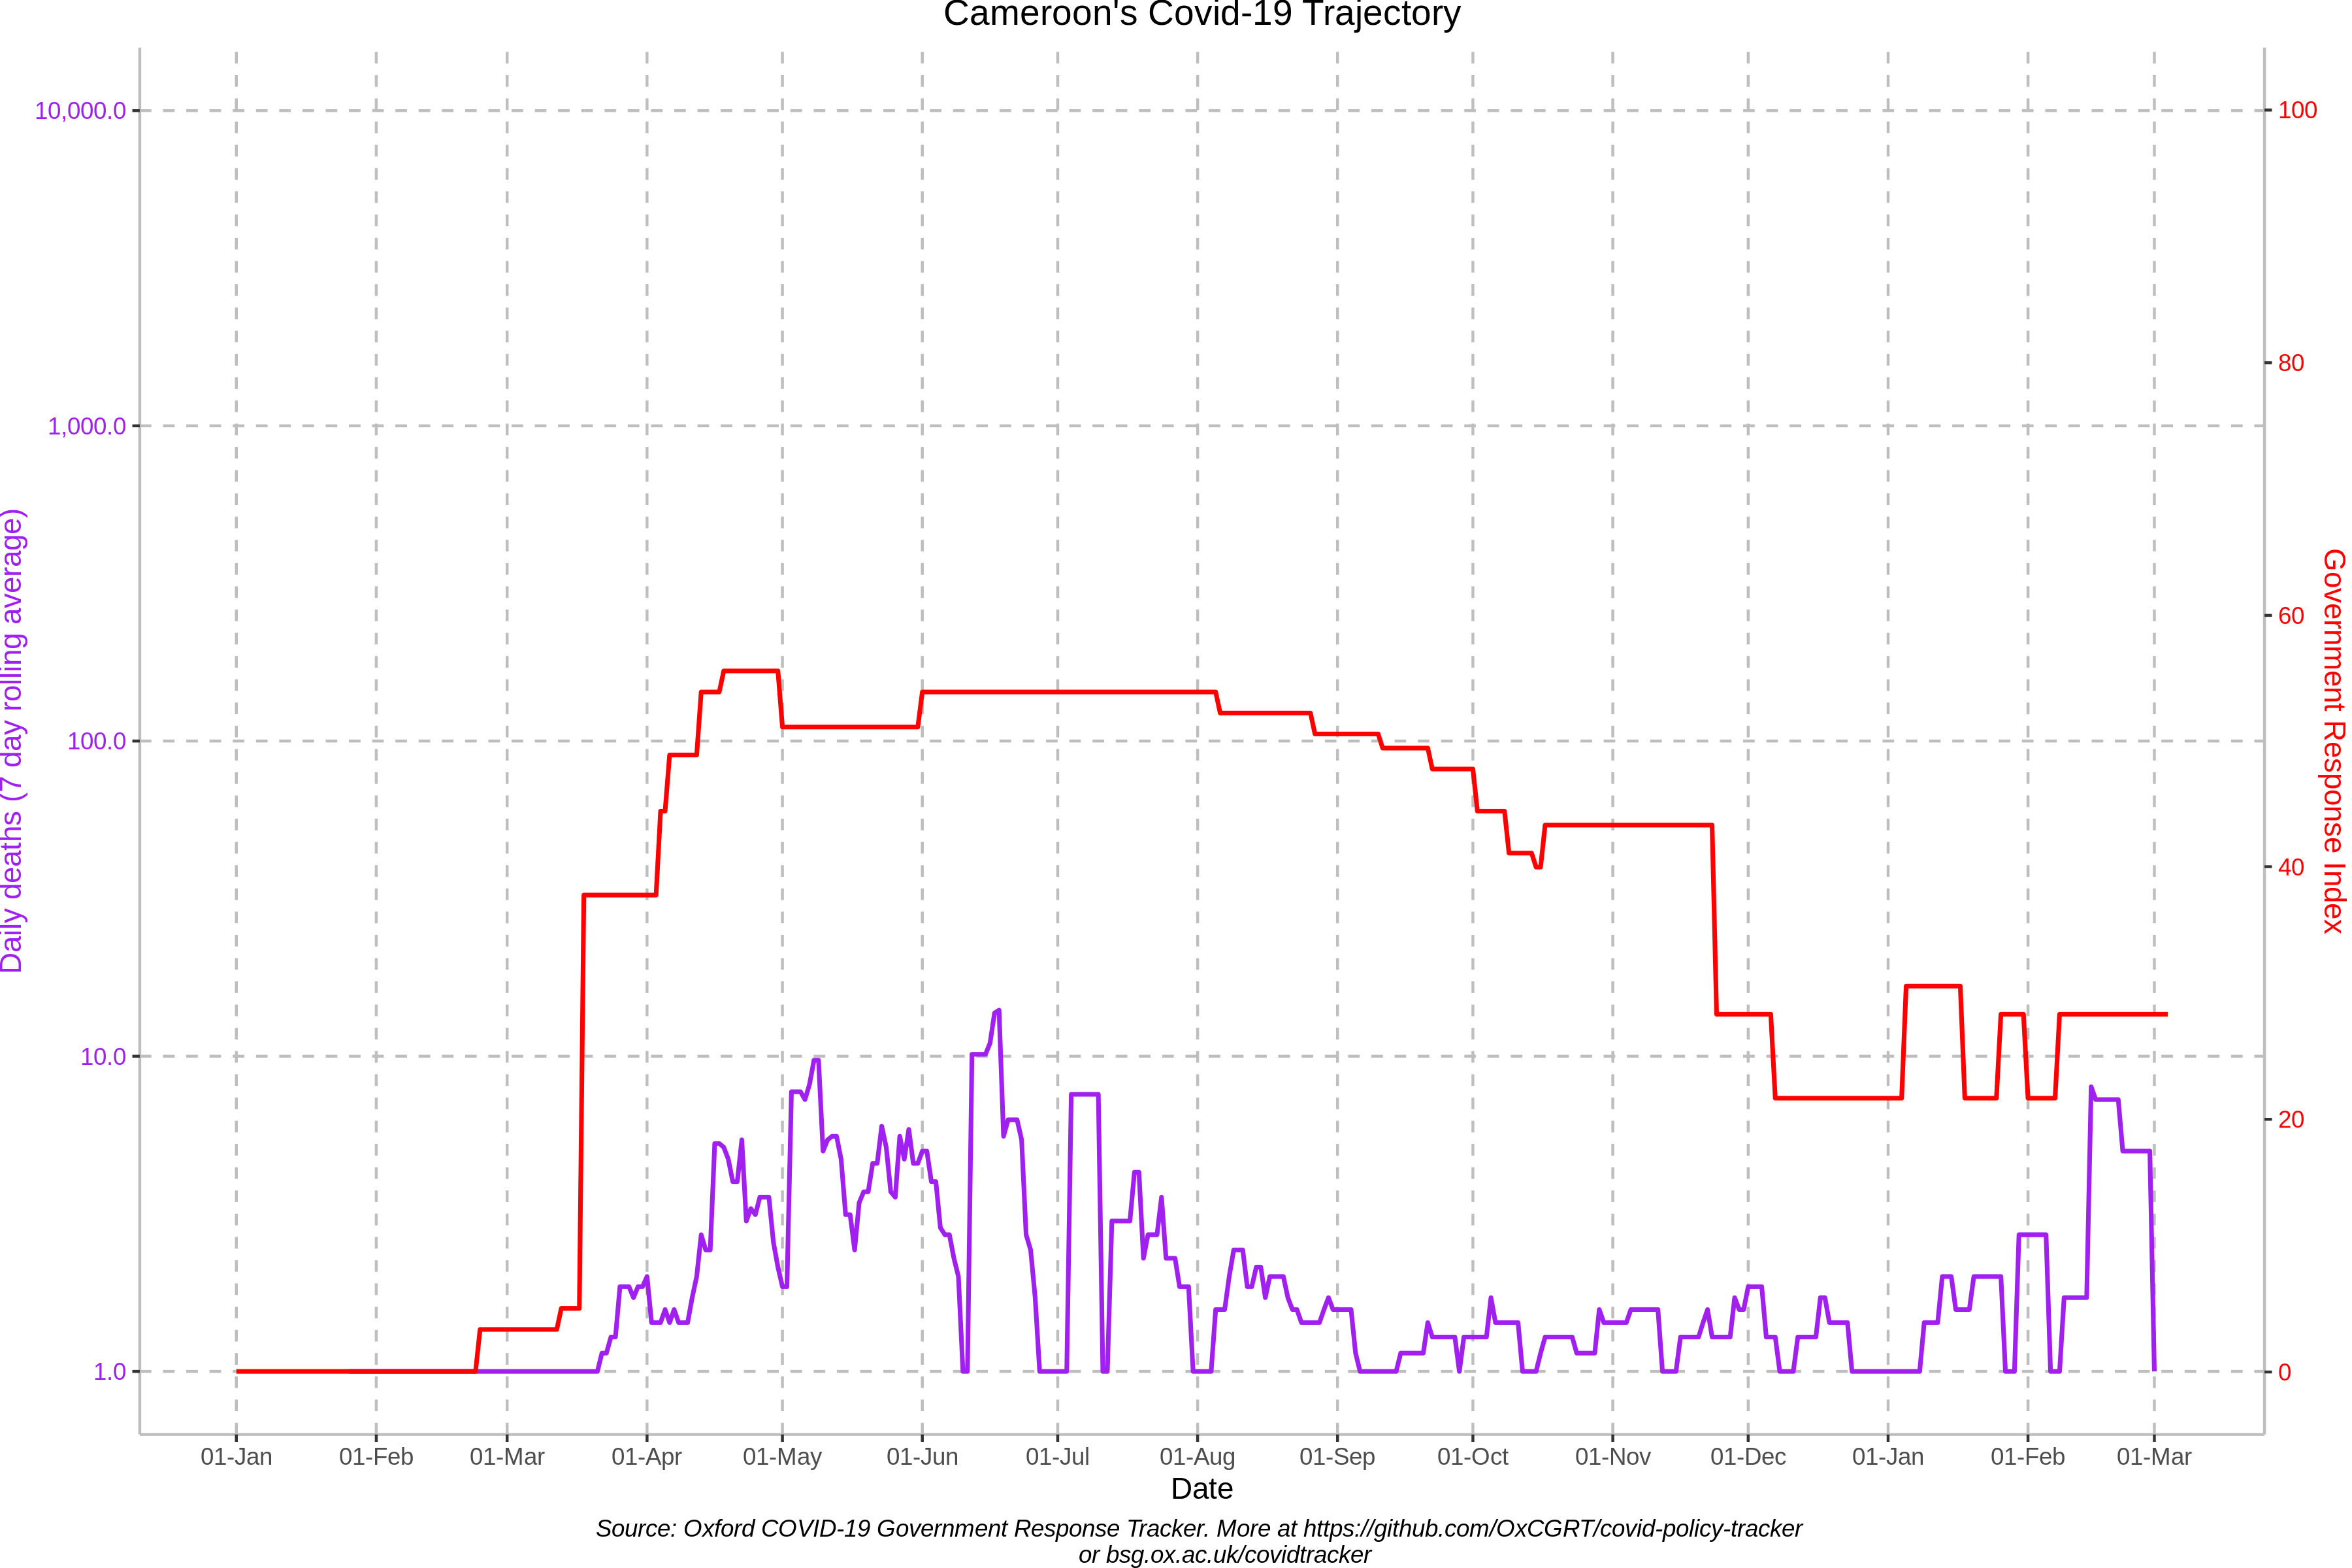 Cameroon's Covid-19 Trajectory
10,000.0
1,000.0
100.0
10.0
1.0
Daily deaths (7 day rolling average)
100
80
60
40
20
0
Government Response Index
01-Jan
01-Feb
01-Mar
01-Apr
01-May
01-Jun
01-Jul
01-Aug
01-Sep
01-Oct
01-Nov
01-Dec
01-Jan
01-Feb
01-Mar
Date
Source: Oxford COVID-19 Government Response Tracker. More at https://github.com/OxCGRT/covid-policy-tracker
or bsg.ox.ac.uk/covidtracker